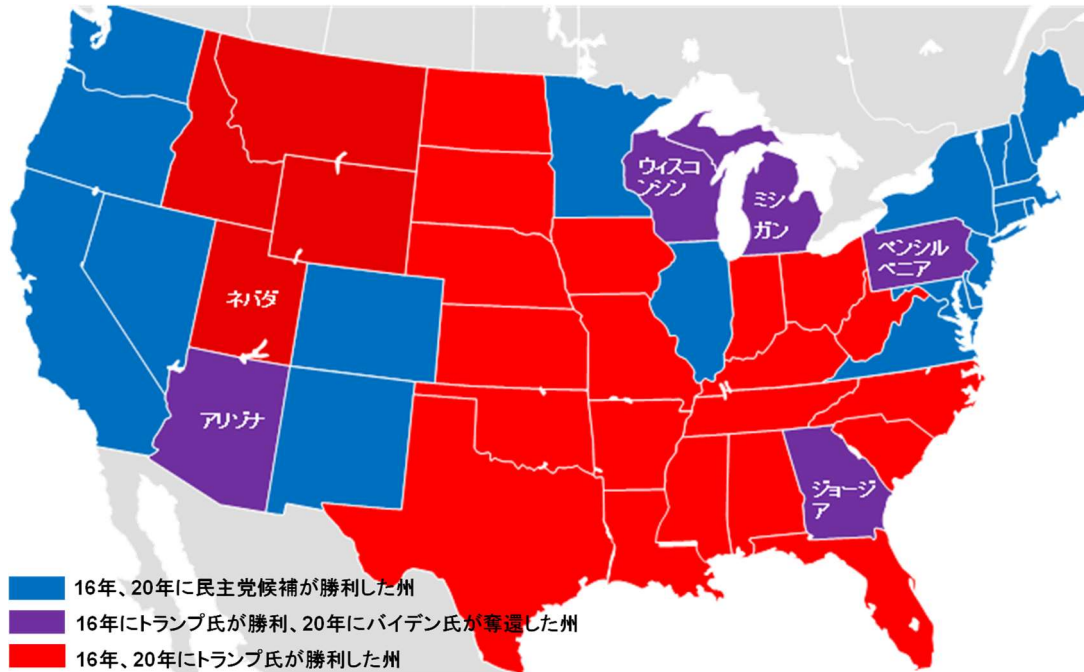 ウィスコ
ンシン
ミシ
ガン
ペンシル
ベニア
ネバダ
アリゾナ
ジョージ
ア
16年、20年に民主党候補が勝利した州
16年にトランプ氏が勝利、20年にバイデン氏が奪還した州
16年、20年にトランプ氏が勝利した州